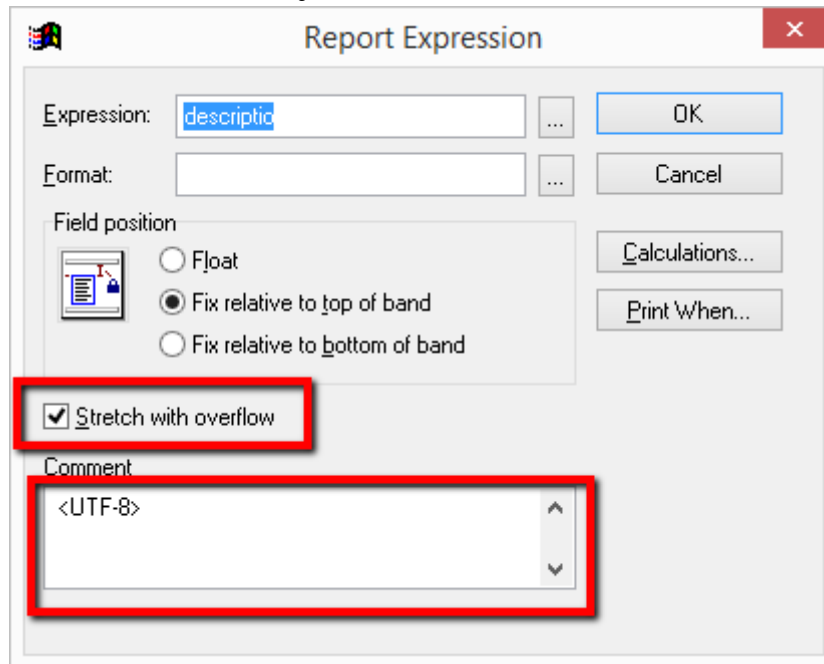 Report Expression
Expression: descriptio ... OK
Format: ... Cancel
Field position
Float
Fix relative to top of band
Fix relative to bottom of band
Calculations...
Print When...
Stretch with overflow
Comment
<UTF-8>